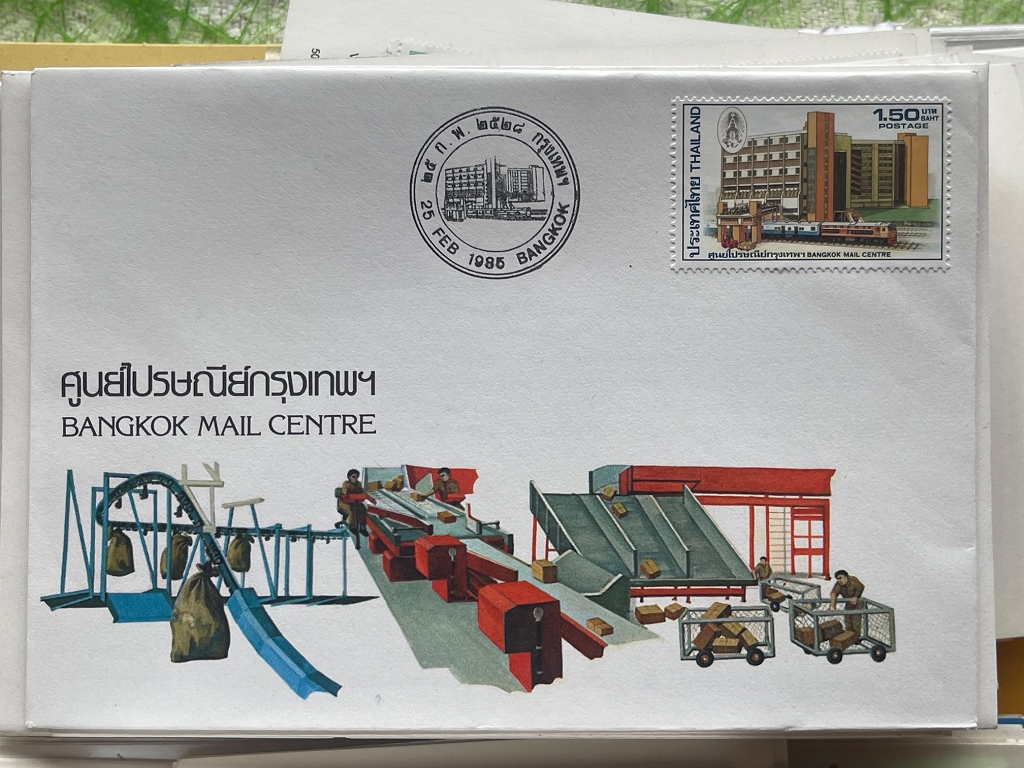 50
๒๕ ก.พ. ๒๕๒๘ กรุงเทพฯ
25 FEB 1985 BANGKOK
ประเทศไทย THAILAND
1.50 บาท
BAHT
POSTAGE
ศูนย์ไปรษณีย์กรุงเทพฯ BANGKOK MAIL CENTRE
ศูนย์ไปรษณีย์กรุงเทพฯ
BANGKOK MAIL CENTRE